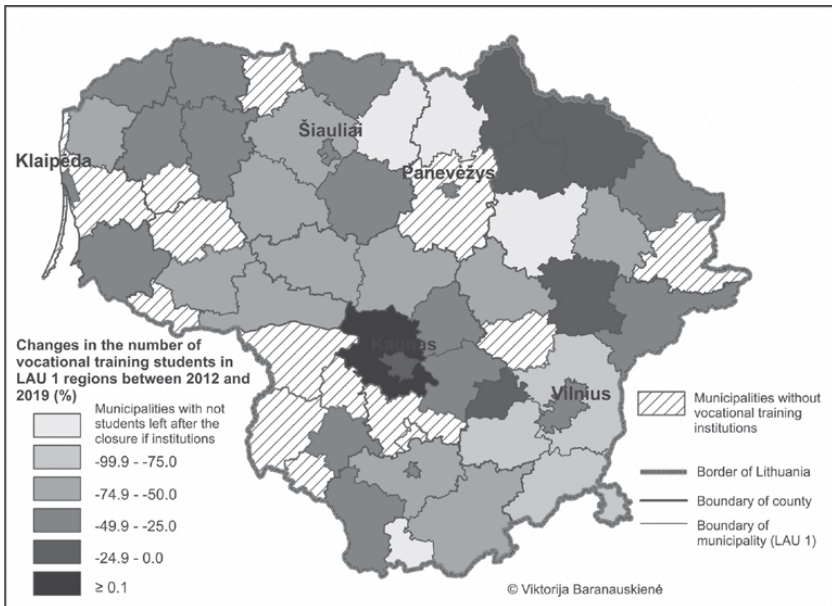 Šiauliai
Klaipėda
Panevėžys
Kaunas
Vilnius
Changes in the number of
vocational training students in
LAU 1 regions between 2012 and
2019 (%)
Municipalities with not
students left after the
closure if institutions
-99.9 - -75.0
-74.9 - -50.0
-49.9 - -25.0
-24.9 - 0.0
≥ 0.1
Municipalities without
vocational training
institutions
Border of Lithuania
Boundary of county
Boundary of
municipality (LAU 1)
© Viktorija Baranauskienė